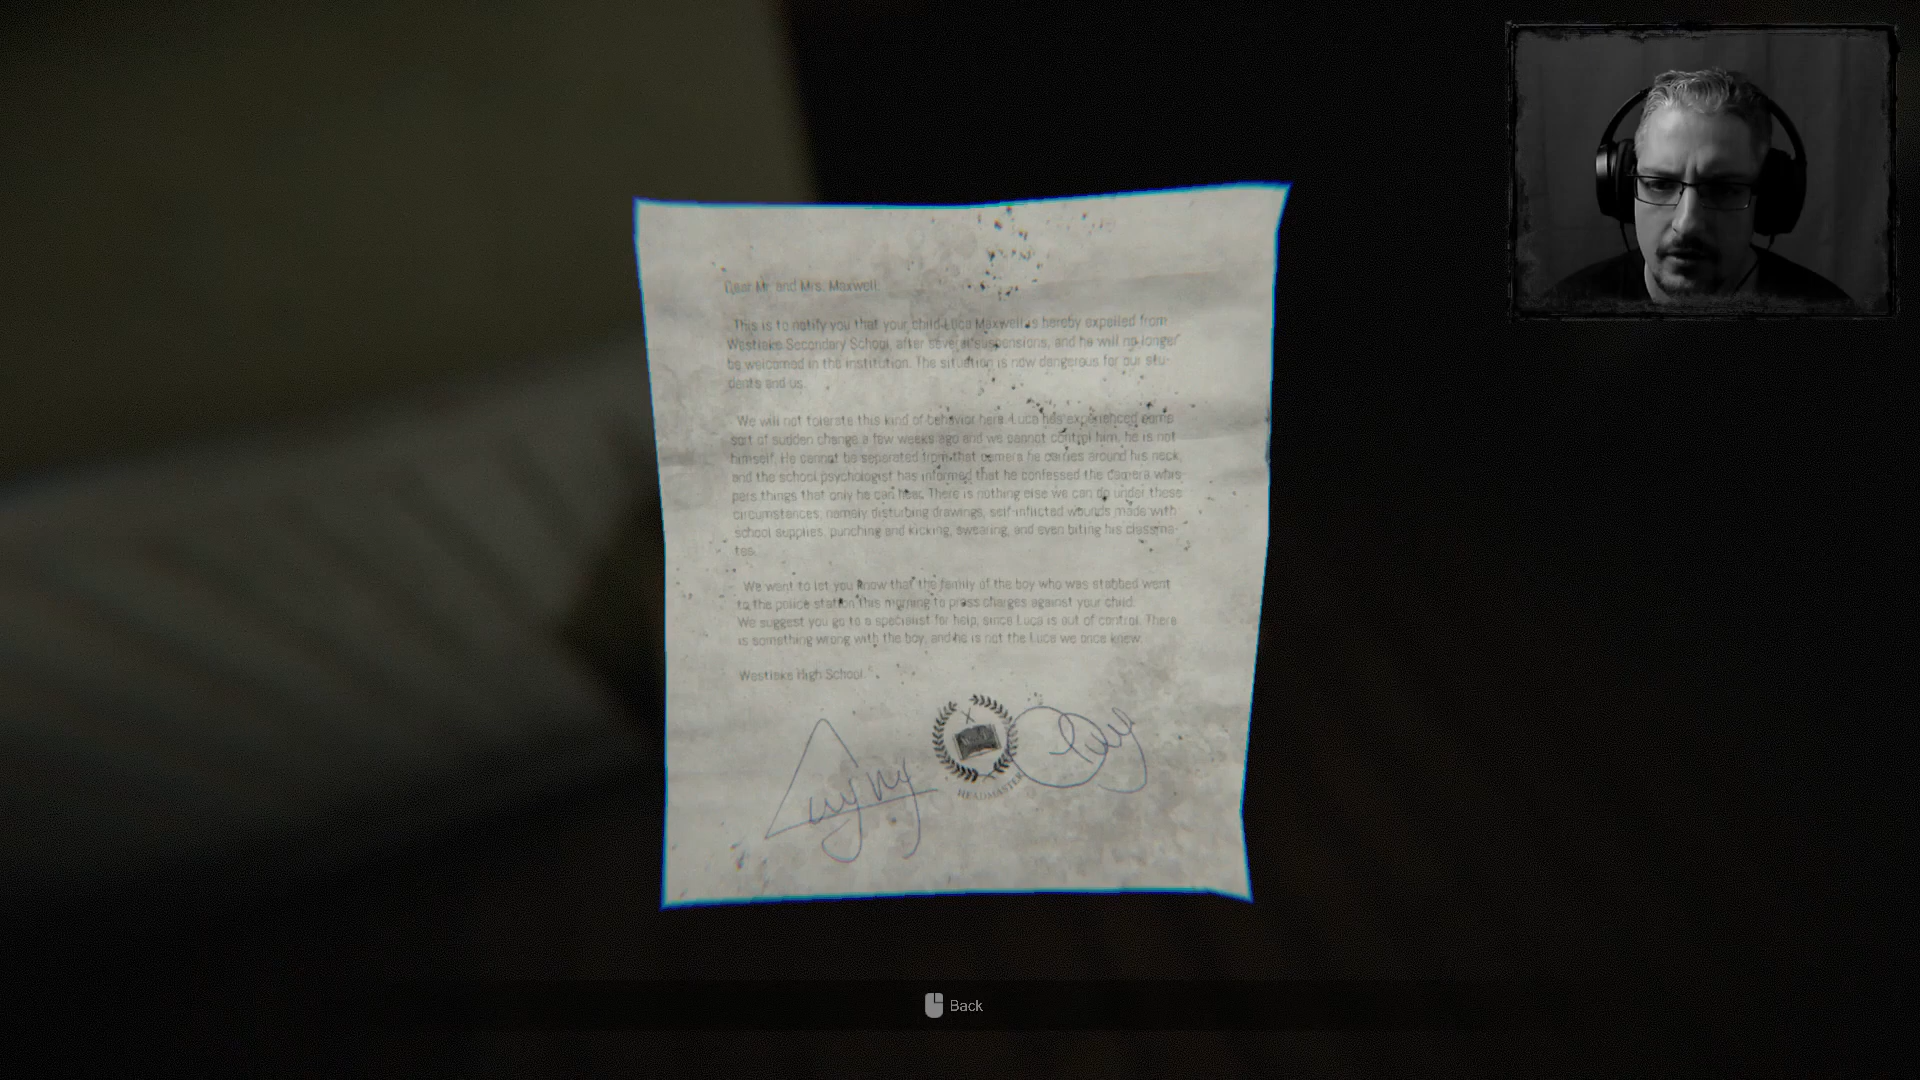 Dear Mr. and Mrs. Maxwell:
This is to notify you that your child Luca Maxwell is hereby expelled from
Westlake Secondary School, after several suspensions, and he will no longer
be welcomed in the institution. The situation is now dangerous for our stu-
dents and us.
We will not tolerate this kind of behavior here. Luca has experienced some
sort of sudden change a few weeks ago and we cannot control him, he is not
himself. He cannot be separated from that camera he carries around his neck,
and the school psychologist has informed that he confessed the camera whis-
pers things that only he can hear. There is nothing else we can do under these
circumstances; namely disturbing drawings, self-inflicted wounds made with
school supplies, punching and kicking, swearing, and even biting his classma-
tes.
We want to let you know that the family of the boy who was stabbed went
to the police station this morning to press charges against your child.
We suggest you go to a specialist for help, since Luca is out of control. There
is something wrong with the boy, and he is not the Luca we once knew.
Westlake High School.
HEADMASTER
Back